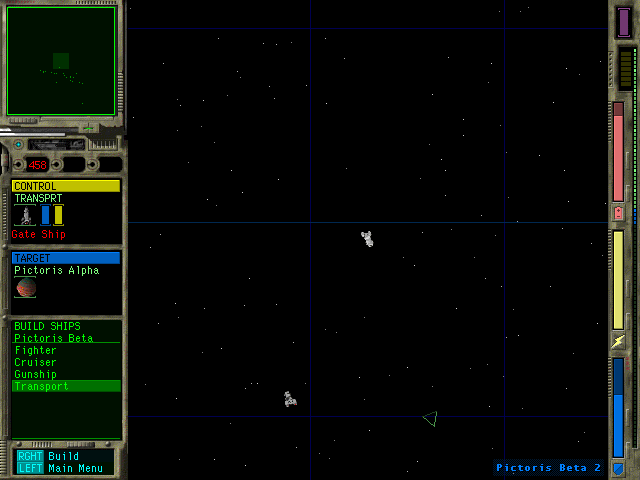 458
CONTROL
TRANSPRT
Gate Ship
TARGET
Pictoris Alpha
BUILD SHIPS
Pictoris Beta
Fighter
Cruiser
Gunship
Transport
RGHT Build
LEFT Main Menu
Pictoris Beta 2